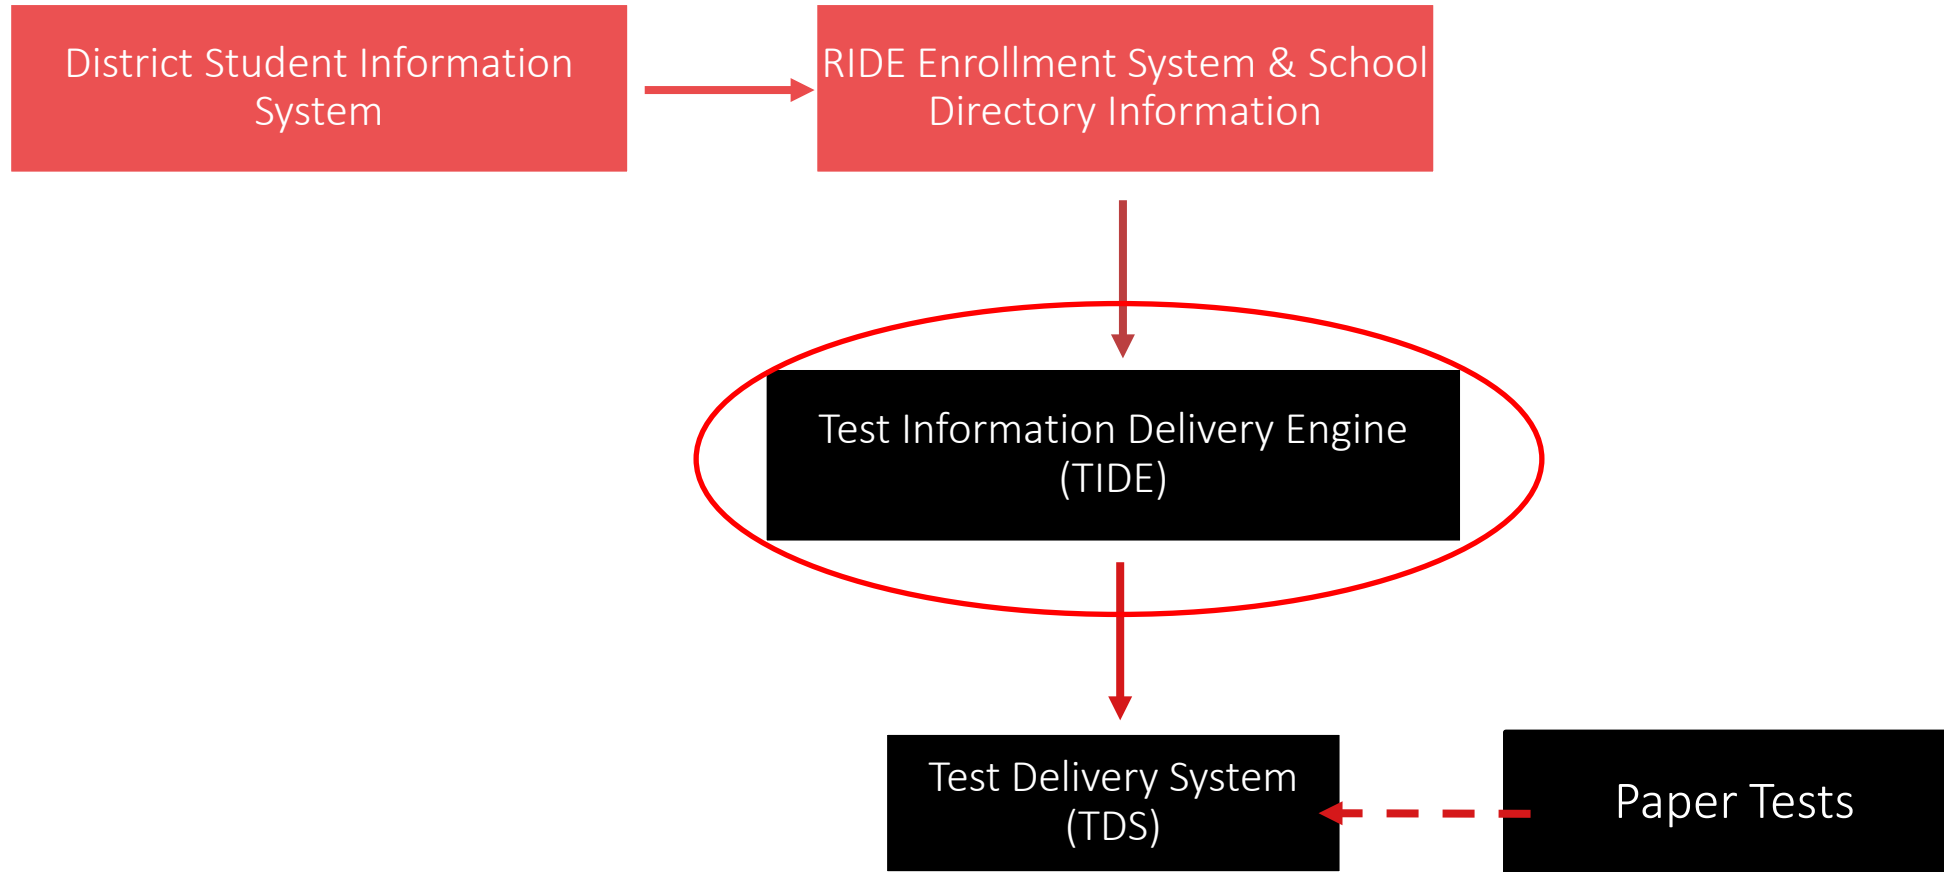 District Student Information
System
RIDE Enrollment System & School
Directory Information
Test Information Delivery Engine
(TIDE)
Test Delivery System
(TDS)
Paper Tests